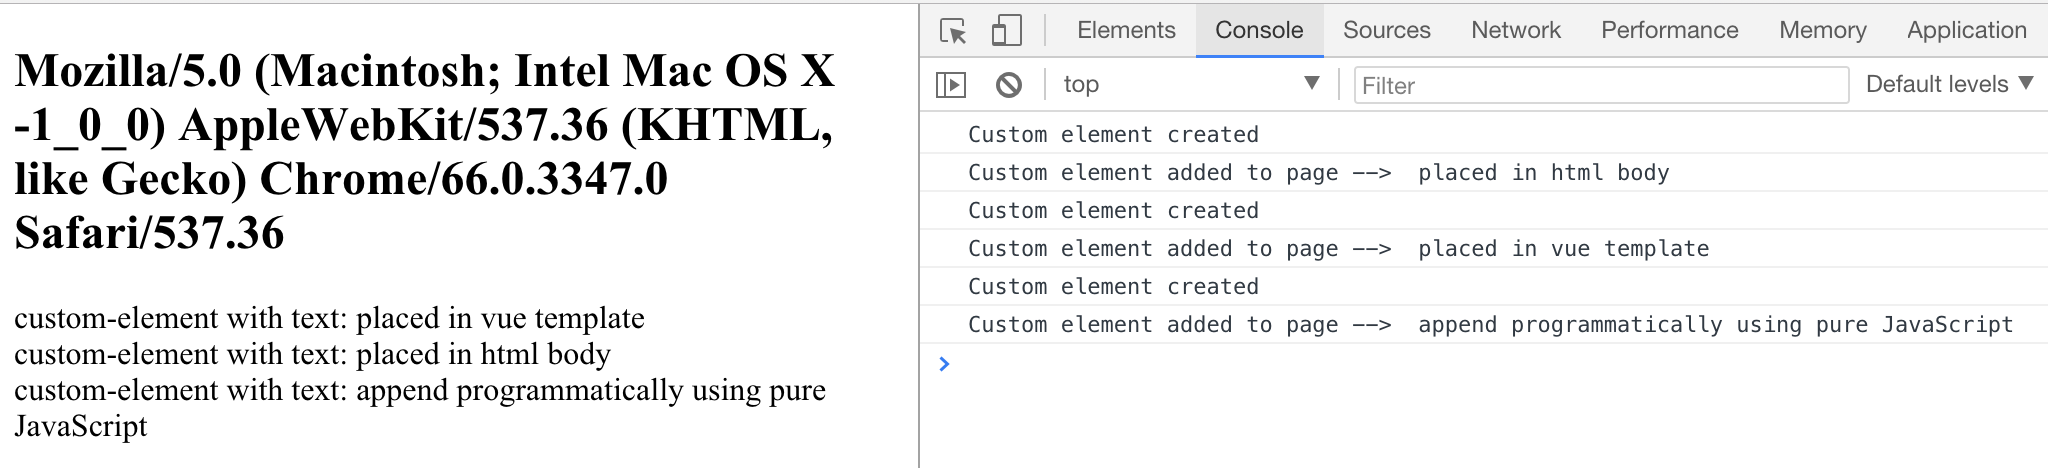 Mozilla/5.0 (Macintosh; Intel Mac OS X
-1_0_0) AppleWebKit/537.36 (KHTML,
like Gecko) Chrome/66.0.3347.0
Safari/537.36
custom-element with text: placed in vue template
custom-element with text: placed in html body
custom-element with text: append programmatically using pure
JavaScript
Elements Console Sources Network Performance Memory Application
top ▼ Filter Default levels ▼
Custom element created
Custom element added to page --> placed in html body
Custom element created
Custom element added to page --> placed in vue template
Custom element created
Custom element added to page --> append programmatically using pure JavaScript